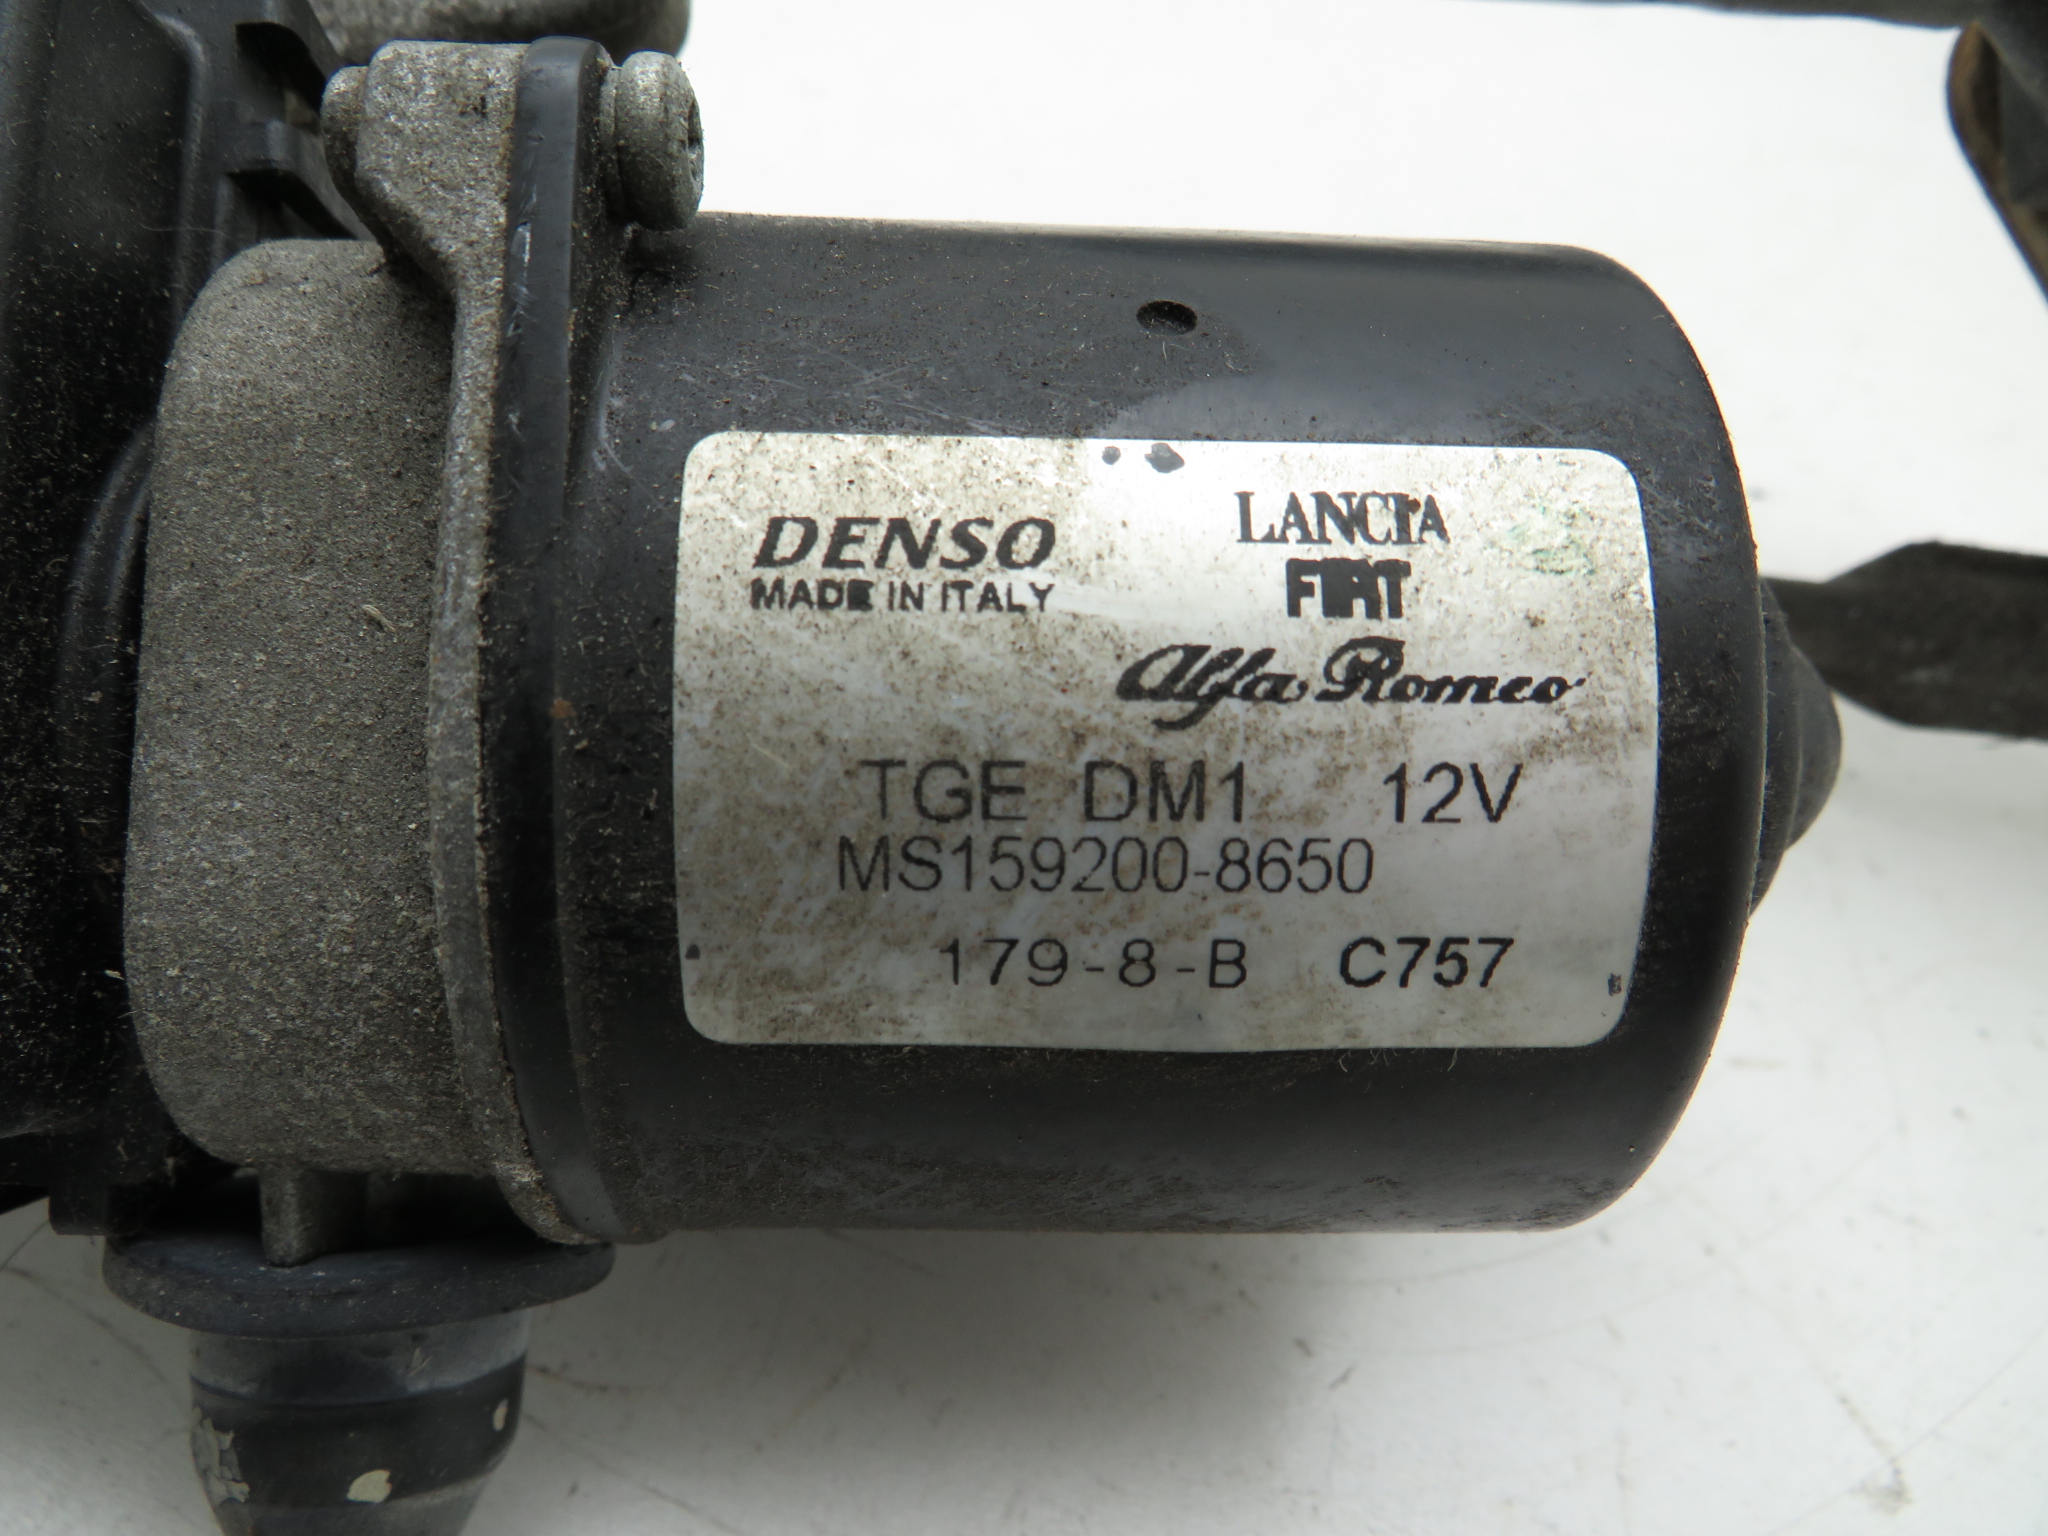 DENSO
MADE IN ITALY
LANCIA
FIAT
Alfa Romeo
TGE DM1 12V
MS159200-8650
179-8-B C757